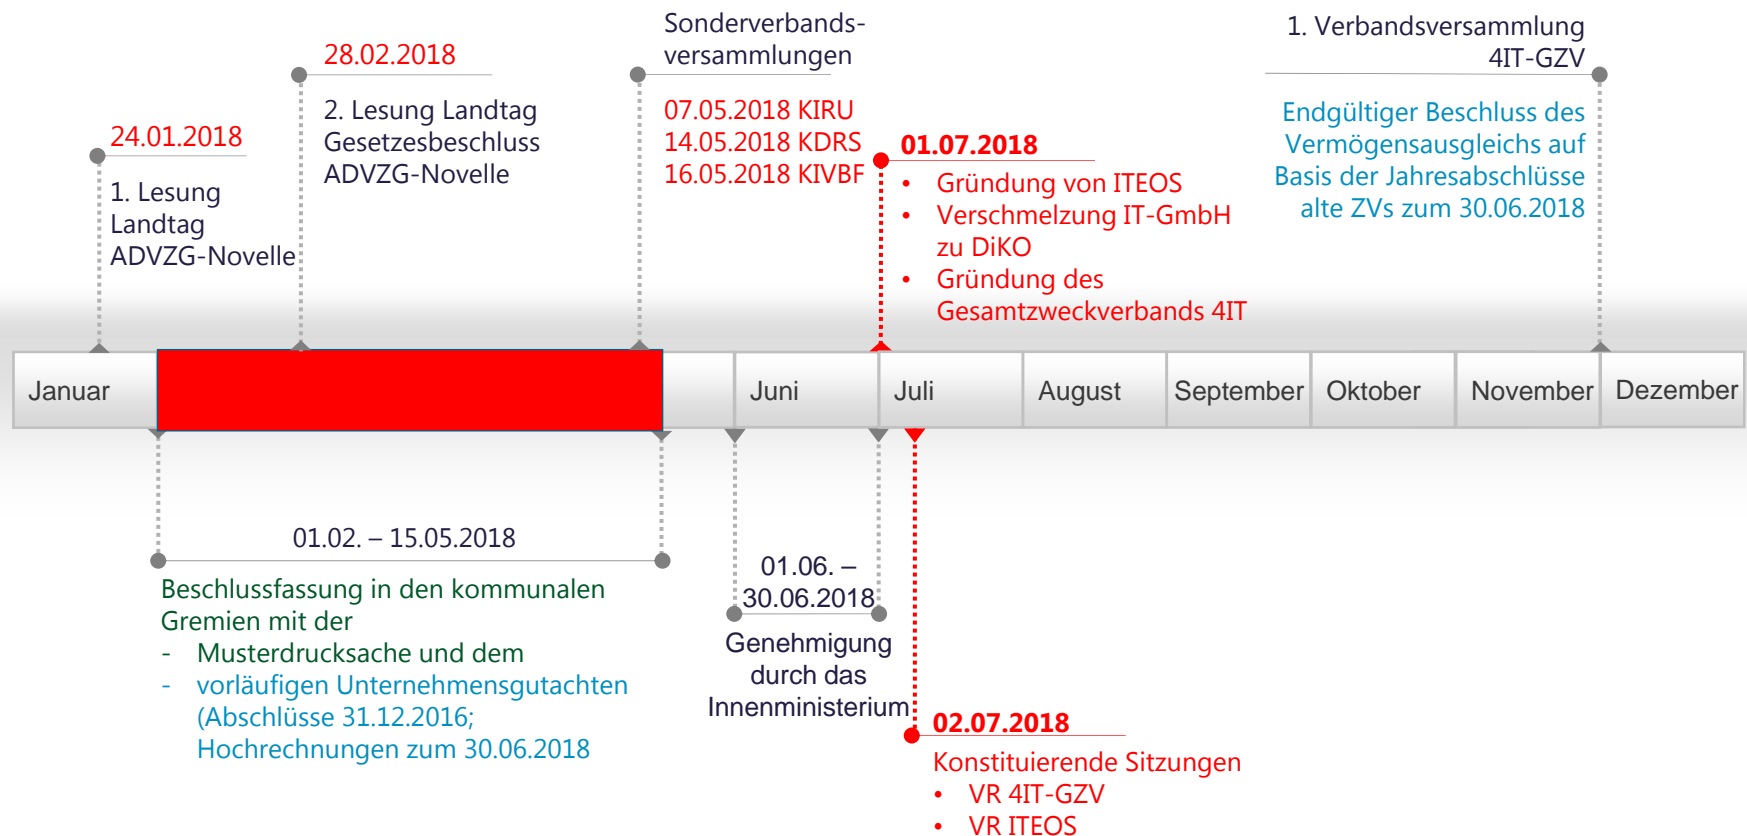 24.01.2018
1. Lesung
Landtag
ADVZG-Novelle
28.02.2018
2. Lesung Landtag
Gesetzesbeschluss
ADVZG-Novelle
Sonderverbands-
versammlungen
07.05.2018 KIRU
14.05.2018 KDRS
16.05.2018 KIVBF
01.07.2018
• Gründung von ITEOS
• Verschmelzung IT-GmbH
zu DiKO
• Gründung des
Gesamtzweckverbands 4IT
1. Verbandsversammlung
4IT-GZV
Endgültiger Beschluss des
Vermögensausgleichs auf
Basis der Jahresabschlüsse
alte ZVs zum 30.06.2018
Januar
Juni
Juli
August
September
Oktober
November
Dezember
01.02. – 15.05.2018
Beschlussfassung in den kommunalen
Gremien mit der
- Musterdrucksache und dem
- vorläufigen Unternehmensgutachten
(Abschlüsse 31.12.2016;
Hochrechnungen zum 30.06.2018
01.06. –
30.06.2018
Genehmigung
durch das
Innenministerium
02.07.2018
Konstituierende Sitzungen
• VR 4IT-GZV
• VR ITEOS